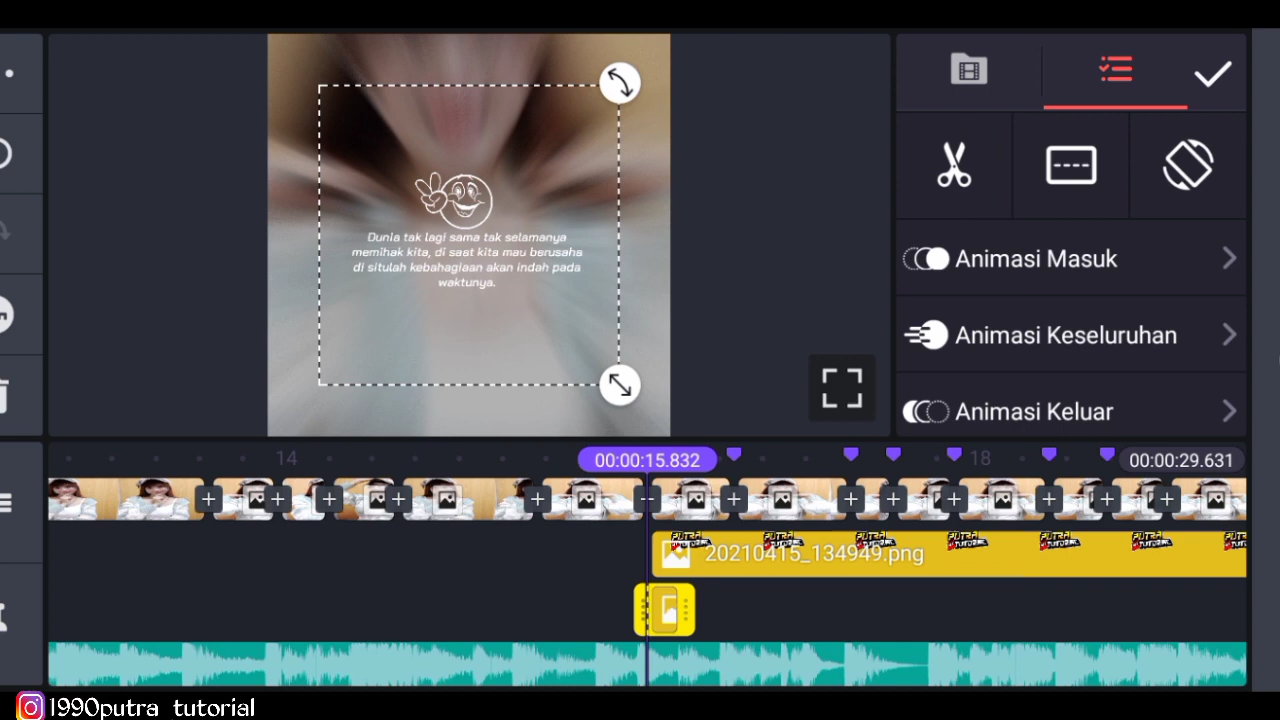 Animasi Masuk
Dunia tak lagi sama tak selamanya
memihak kita, di saat kita mau berusaha
di situlah kebahagiaan akan indah pada
waktunya.
Animasi Keseluruhan
Animasi Keluar
14
00:00:15.832
18
00:00:29.631
PUTRA TUTORIAL
20210415_134949.png
1990putra tutorial